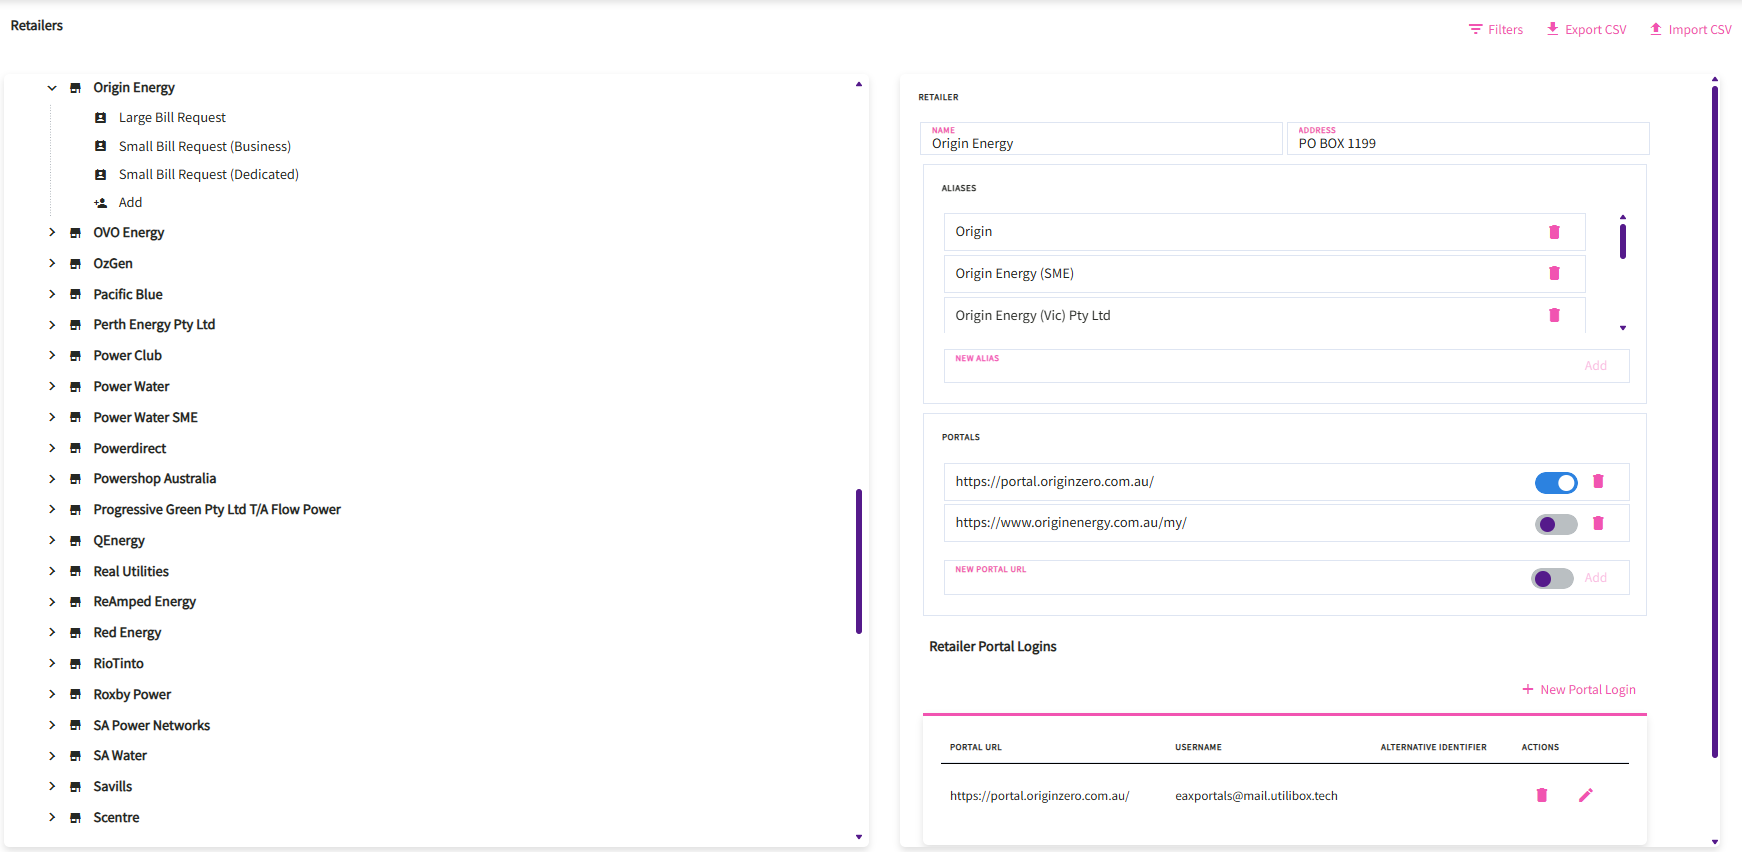 Retailers
Filters
Export CSV
Import CSV
Origin Energy
Large Bill Request
Small Bill Request (Business)
Small Bill Request (Dedicated)
Add
OVO Energy
OzGen
Pacific Blue
Perth Energy Pty Ltd
Power Club
Power Water
Power Water SME
Powerdirect
Powershop Australia
Progressive Green Pty Ltd T/A Flow Power
QEnergy
Real Utilities
ReAmped Energy
Red Energy
RioTinto
Roxby Power
SA Power Networks
SA Water
Savills
Scentre
RETAILER
NAME
Origin Energy
ADDRESS
PO BOX 1199
ALIASES
Origin
Origin Energy (SME)
Origin Energy (Vic) Pty Ltd
NEW ALIAS
Add
PORTALS
https://portal.originzero.com.au/
https://www.originenergy.com.au/my/
NEW PORTAL URL
Add
Retailer Portal Logins
+ New Portal Login
PORTAL URL USERNAME ALTERNATIVE IDENTIFIER ACTIONS
https://portal.originzero.com.au/ eaxportals@mail.utilibox.tech